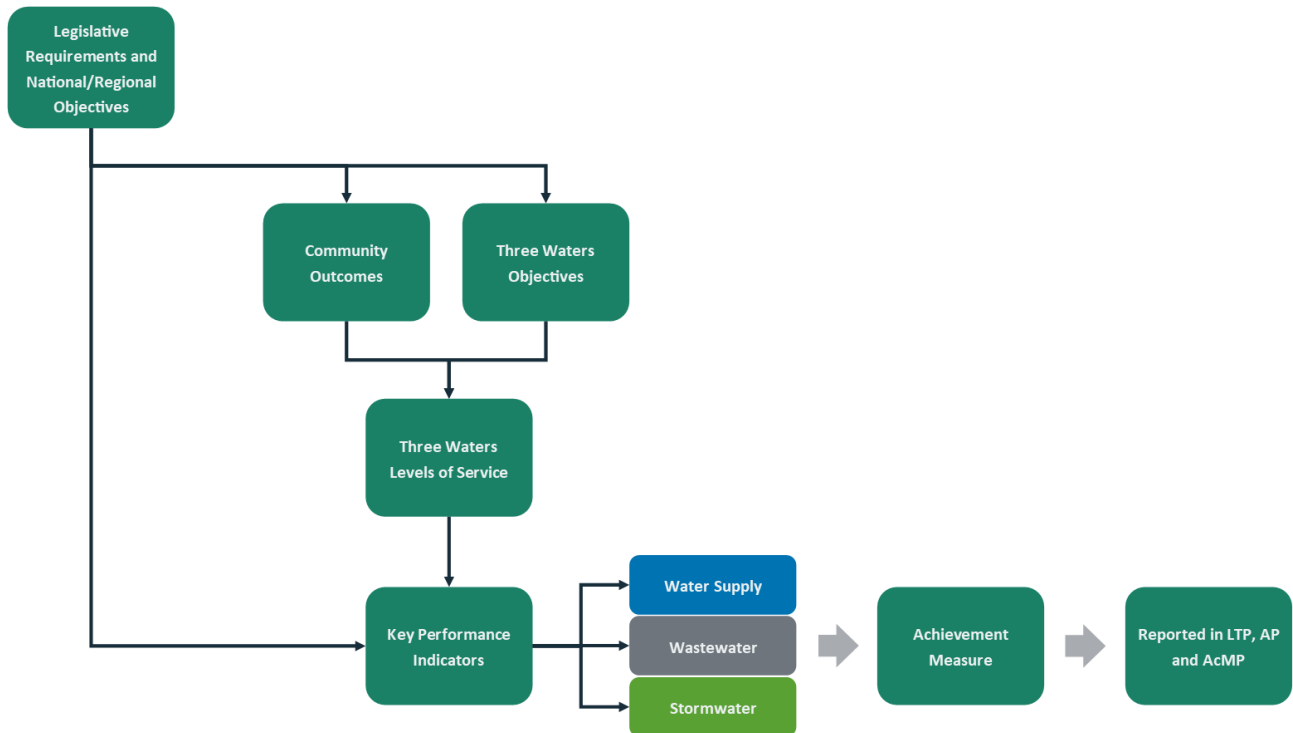 Legislative
Requirements and
National/Regional
Objectives
Community
Outcomes
Three Waters
Objectives
Three Waters
Levels of Service
Key Performance
Indicators
Water Supply
Wastewater
Stormwater
Achievement
Measure
Reported in LTP, AP
and AcMP